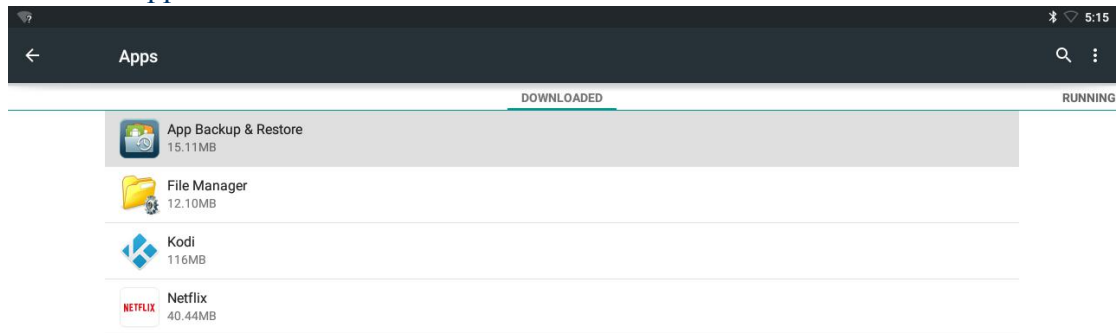 5:15
Apps
DOWNLOADED RUNNING
App Backup & Restore
15.11MB
File Manager
12.10MB
Kodi
116MB
NETFLIX
Netflix
40.44MB